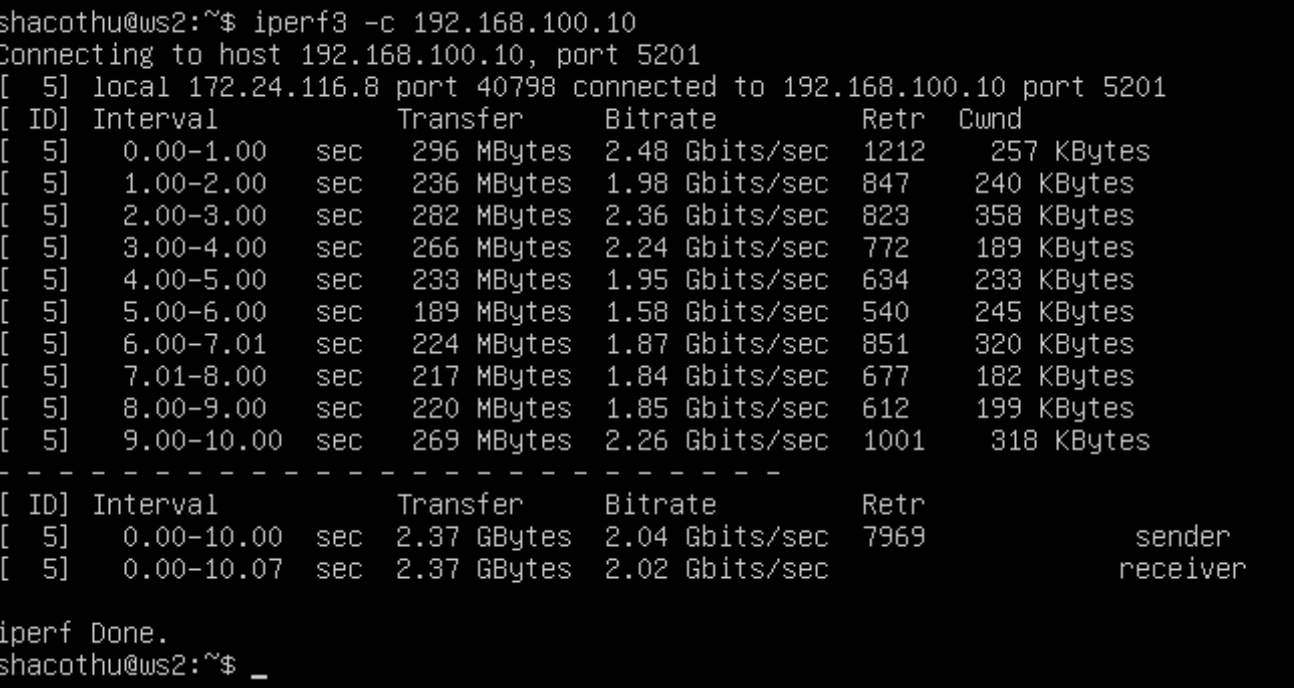 shacothu@ws2:~$ iperf3 -c 192.168.100.10
Connecting to host 192.168.100.10, port 5201
[  5] local 172.24.116.8 port 40798 connected to 192.168.100.10 port 5201
[ ID] Interval           Transfer     Bitrate         Retr  Cwnd
[  5]   0.00-1.00   sec   296 MBytes  2.48 Gbits/sec  1212    257 KBytes
[  5]   1.00-2.00   sec   236 MBytes  1.98 Gbits/sec  847    240 KBytes
[  5]   2.00-3.00   sec   282 MBytes  2.36 Gbits/sec  823    358 KBytes
[  5]   3.00-4.00   sec   266 MBytes  2.24 Gbits/sec  772    189 KBytes
[  5]   4.00-5.00   sec   233 MBytes  1.95 Gbits/sec  634    233 KBytes
[  5]   5.00-6.00   sec   189 MBytes  1.58 Gbits/sec  540    245 KBytes
[  5]   6.00-7.01   sec   224 MBytes  1.87 Gbits/sec  851    320 KBytes
[  5]   7.01-8.00   sec   217 MBytes  1.84 Gbits/sec  677    182 KBytes
[  5]   8.00-9.00   sec   220 MBytes  1.85 Gbits/sec  612    199 KBytes
[  5]   9.00-10.00  sec   269 MBytes  2.26 Gbits/sec  1001    318 KBytes
- - - - - - - - - - - - - - - - - - - - - - - - -
[ ID] Interval           Transfer     Bitrate         Retr
[  5]   0.00-10.00  sec  2.37 GBytes  2.04 Gbits/sec  7969             sender
[  5]   0.00-10.07  sec  2.37 GBytes  2.02 Gbits/sec                  receiver
iperf Done.
shacothu@ws2:~$ _